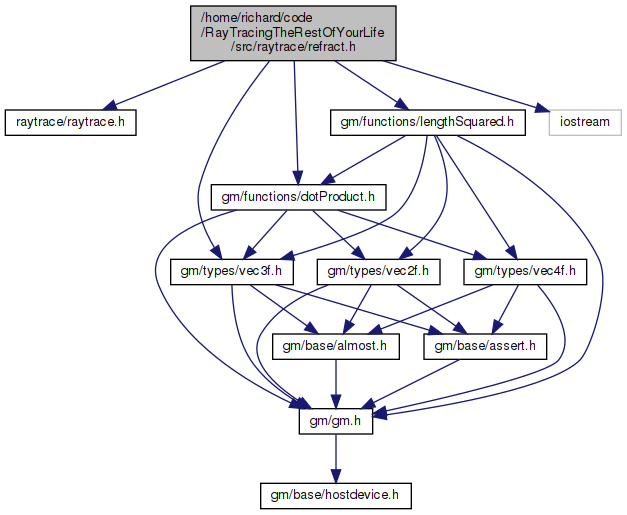 /home/richard/code
/RayTracingTheRestOfYourLife
/src/raytrace/refract.h
raytrace/raytrace.h
gm/functions/lengthSquared.h
iostream
gm/functions/dotProduct.h
gm/types/vec3f.h
gm/types/vec2f.h
gm/types/vec4f.h
gm/base/almost.h
gm/base/assert.h
gm/gm.h
gm/base/hostdevice.h